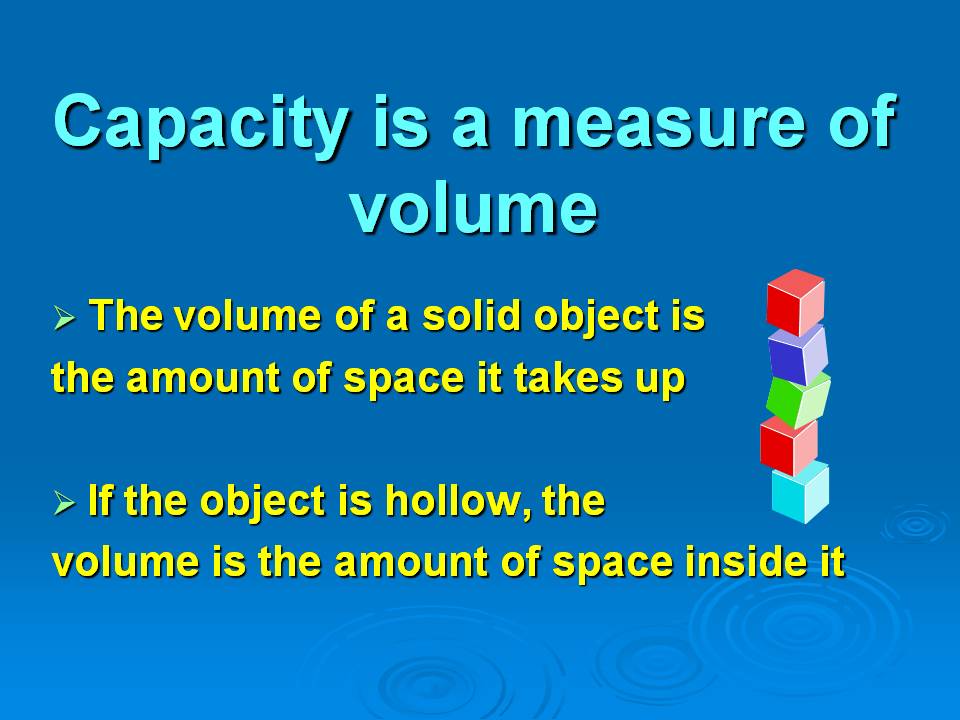 Capacity is a measure of
volume
➢ The volume of a solid object is
the amount of space it takes up
➢ If the object is hollow, the
volume is the amount of space inside it